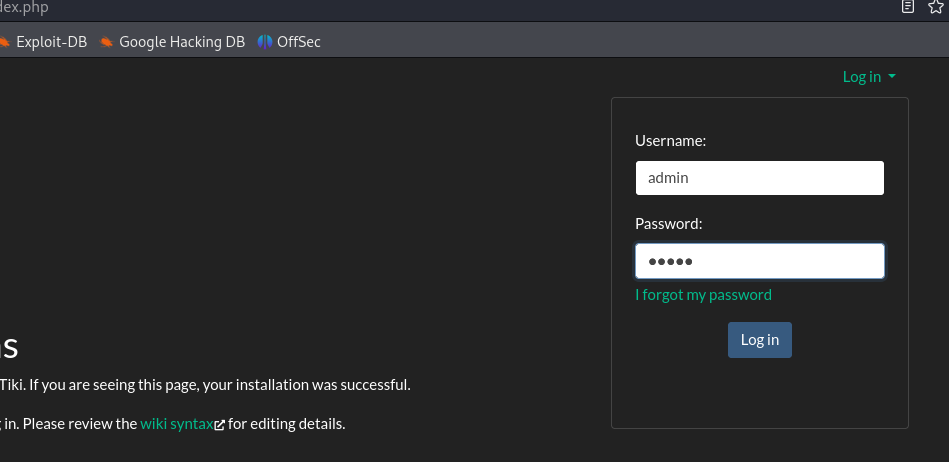 dex.php
Exploit-DB Google Hacking DB OffSec
Log in
Username:
admin
Password:
●●●●●
I forgot my password
Log in
Tiki. If you are seeing this page, your installation was successful.
in. Please review the wiki syntax for editing details.